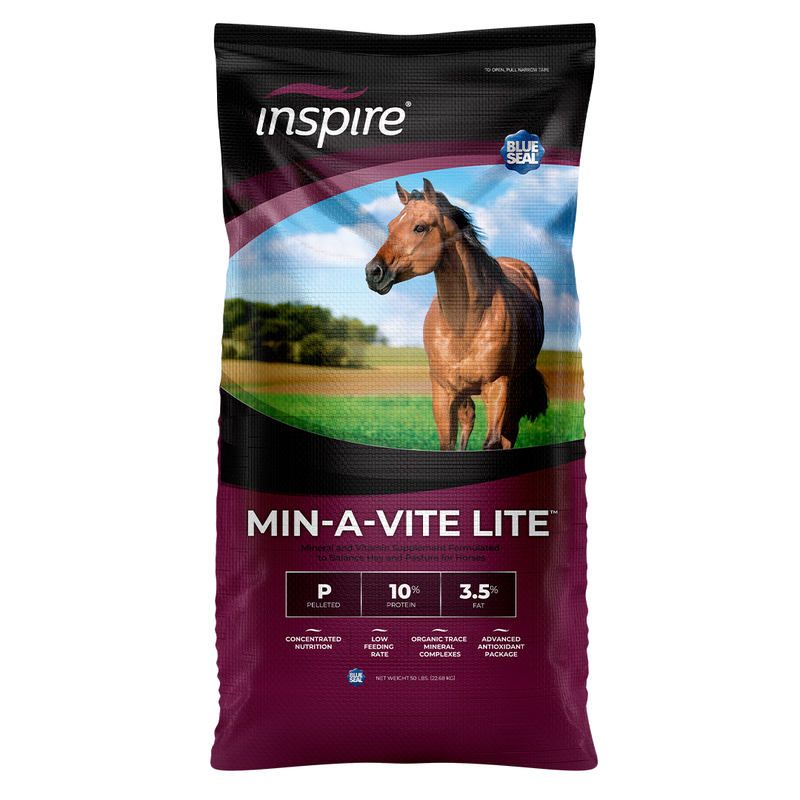 TO OPEN, PULL NARROW TAPE
inspire®
BLUE
SEAL®
MIN-A-VITE LITE™
Mineral and Vitamin Supplement Formulated
to Balance Hay and Pasture for Horses
P
PELLETED
10%
PROTEIN
3.5%
FAT
CONCENTRATED
NUTRITION
LOW
FEEDING
RATE
ORGANIC TRACE
MINERAL
COMPLEXES
ADVANCED
ANTIOXIDANT
PACKAGE
BLUE
SEAL
NET WEIGHT 50 LBS. (22.68 KG)